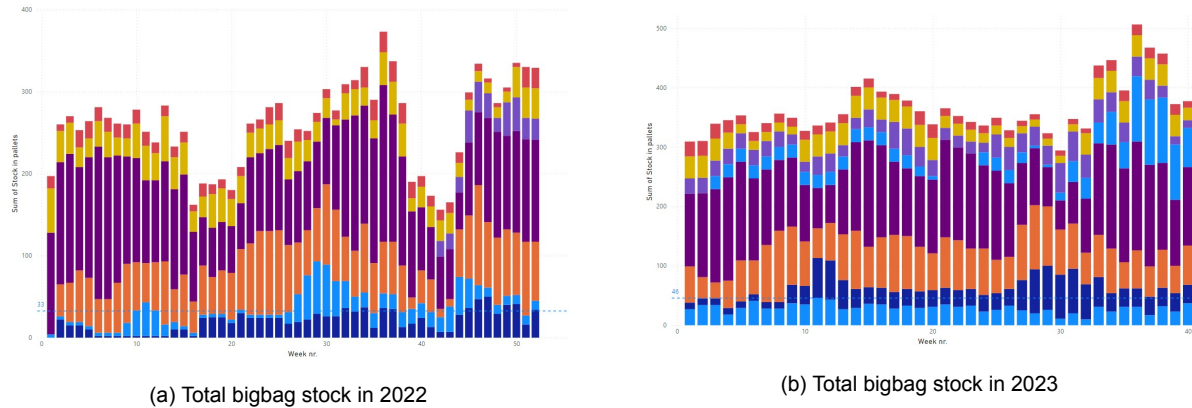 400
300
200
100
0
33
Sum of Stock in pallets
0 10 20 30 40 50
Week nr.
(a) Total bigbag stock in 2022
500
400
300
200
100
0
46
Sum of Stock in pallets
0 10 20 30 40
Week nr.
(b) Total bigbag stock in 2023